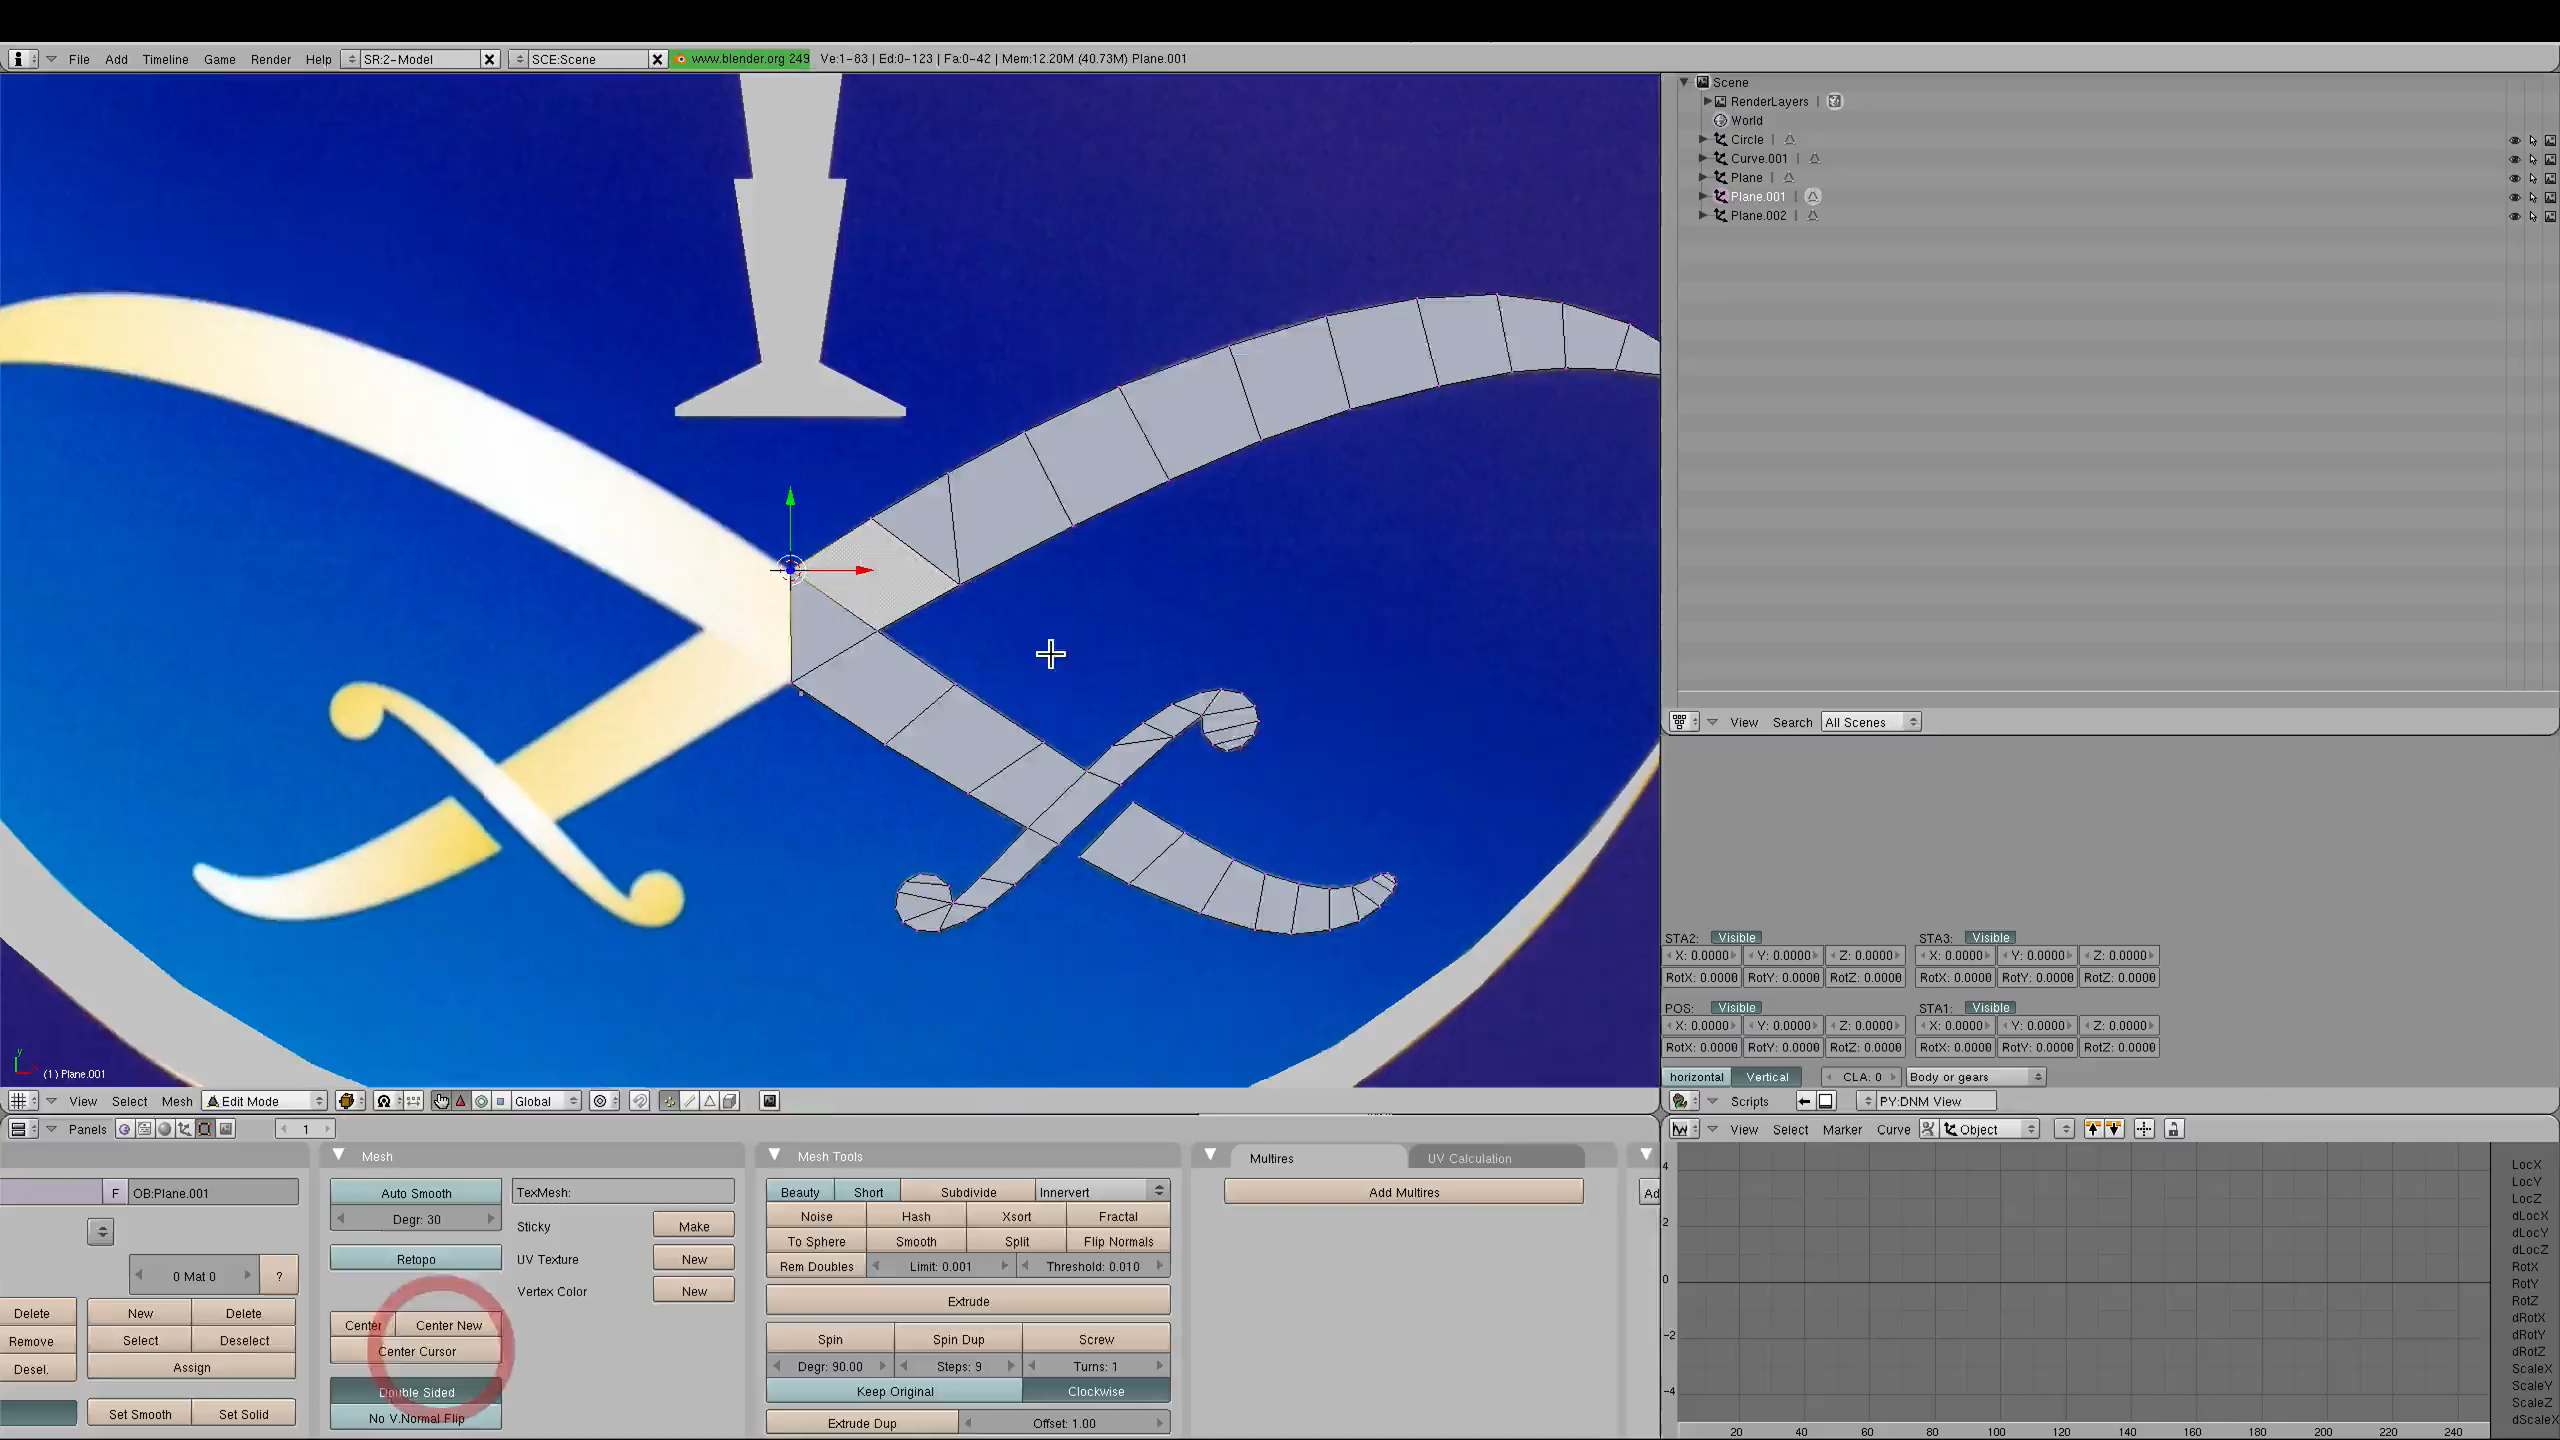 File Add Timeline Game Render Help SR:2-Model SCE:Scene www.blender.org 249 Ve:1-83 | Ed:0-123 | Fa:0-42 | Mem:12.20M (40.73M) Plane.001
Scene
RenderLayers
World
Circle
Curve.001
Plane
Plane.001
Plane.002
View Search All Scenes
STA2: Visible STA3: Visible
X: 0.0000 Y: 0.0000 Z: 0.0000 X: 0.0000 Y: 0.0000 Z: 0.0000
RotX: 0.0000 RotY: 0.0000 RotZ: 0.0000 RotX: 0.0000 RotY: 0.0000 RotZ: 0.0000
POS: Visible STA1: Visible
X: 0.0000 Y: 0.0000 Z: 0.0000 X: 0.0000 Y: 0.0000 Z: 0.0000
RotX: 0.0000 RotY: 0.0000 RotZ: 0.0000 RotX: 0.0000 RotY: 0.0000 RotZ: 0.0000
horizontal Vertical CLA: 0 Body or gears
Scripts PY:DNM View
y
(1) Plane.001
View Select Mesh Edit Mode Global
Panels 1
View Select Marker Curve Object
Mesh
Mesh Tools
Multires UV Calculation
F OB:Plane.001
Auto Smooth TexMesh:
Beauty Short Subdivide Innervert
Add Multires
Ad
Degr: 30 Sticky Make
Noise Hash Xsort Fractal
To Sphere Smooth Split Flip Normals
Retopo UV Texture New
Rem Doubles Limit: 0.001 Threshold: 0.010
0 Mat 0 ?
Vertex Color New
Extrude
Delete New Delete
Center Center New
Remove Select Deselect
Center Cursor
Spin Spin Dup Screw
Desel. Assign
Degr: 90.00 Steps: 9 Turns: 1
Double Sided
Keep Original Clockwise
Set Smooth Set Solid
No V.Normal Flip
Extrude Dup Offset: 1.00
4
2
0
-2
-4
20 40 60 80 100 120 140 160 180 200 220 240
LocX
LocY
LocZ
dLocX
dLocY
dLocZ
RotX
RotY
RotZ
dRotX
dRotY
dRotZ
ScaleX
ScaleY
ScaleZ
dScaleX